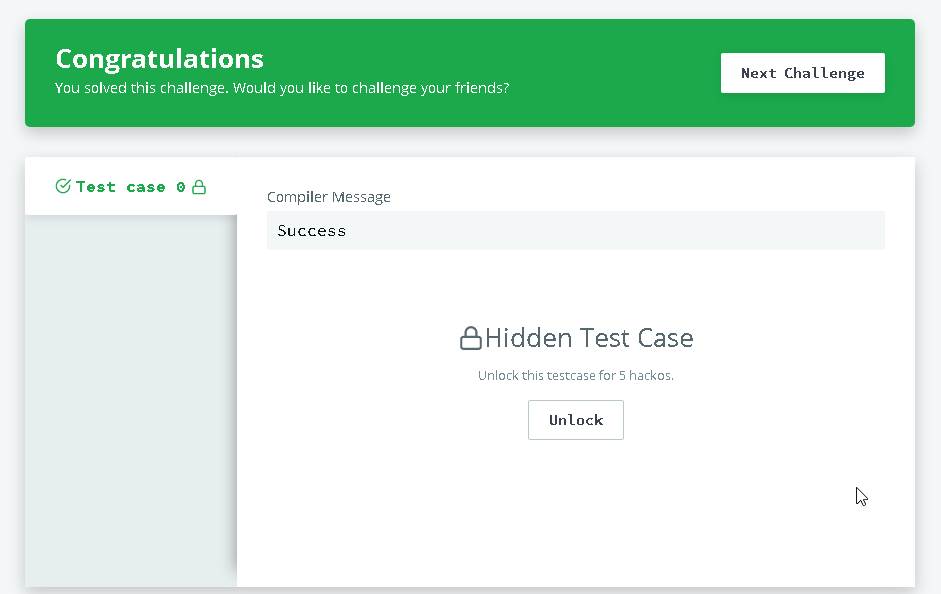 Congratulations
You solved this challenge. Would you like to challenge your friends?
Next Challenge
Test case 0
Compiler Message
Success
Hidden Test Case
Unlock this testcase for 5 hackos.
Unlock